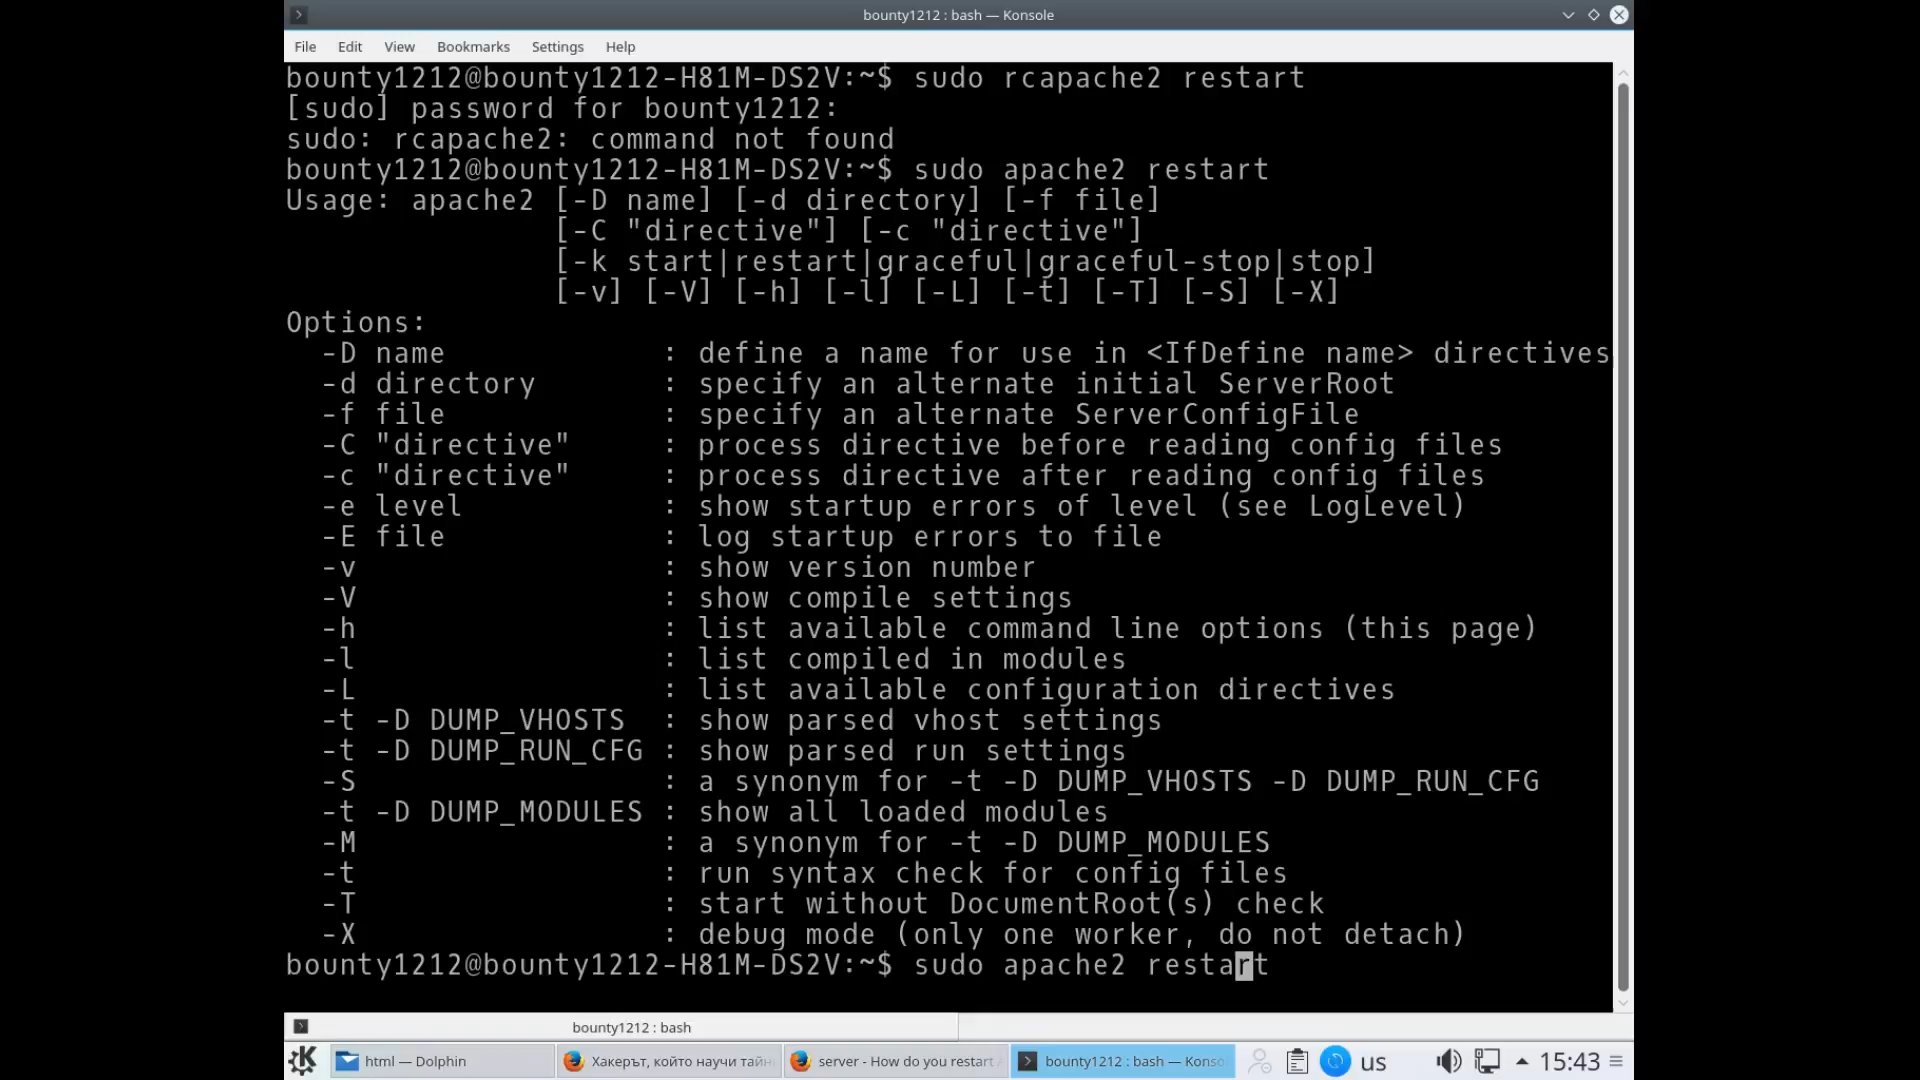 bounty1212 : bash — Konsole
File Edit View Bookmarks Settings Help
bounty1212@bounty1212-H81M-DS2V:~$ sudo rcapache2 restart
[sudo] password for bounty1212:
sudo: rcapache2: command not found
bounty1212@bounty1212-H81M-DS2V:~$ sudo apache2 restart
Usage: apache2 [-D name] [-d directory] [-f file]
[-C "directive"] [-c "directive"]
[-k start|restart|graceful|graceful-stop|stop]
[-v] [-V] [-h] [-l] [-L] [-t] [-T] [-S] [-X]
Options:
-D name : define a name for use in <IfDefine name> directives
-d directory : specify an alternate initial ServerRoot
-f file : specify an alternate ServerConfigFile
-C "directive" : process directive before reading config files
-c "directive" : process directive after reading config files
-e level : show startup errors of level (see LogLevel)
-E file : log startup errors to file
-v : show version number
-V : show compile settings
-h : list available command line options (this page)
-l : list compiled in modules
-L : list available configuration directives
-t -D DUMP_VHOSTS : show parsed vhost settings
-t -D DUMP_RUN_CFG : show parsed run settings
-S : a synonym for -t -D DUMP_VHOSTS -D DUMP_RUN_CFG
-t -D DUMP_MODULES : show all loaded modules
-M : a synonym for -t -D DUMP_MODULES
-t : run syntax check for config files
-T : start without DocumentRoot(s) check
-X : debug mode (only one worker, do not detach)
bounty1212@bounty1212-H81M-DS2V:~$ sudo apache2 restart
bounty1212 : bash
html — Dolphin Хакерът, който научи тай server - How do you restart bounty1212 : bash — Konso us 15:43